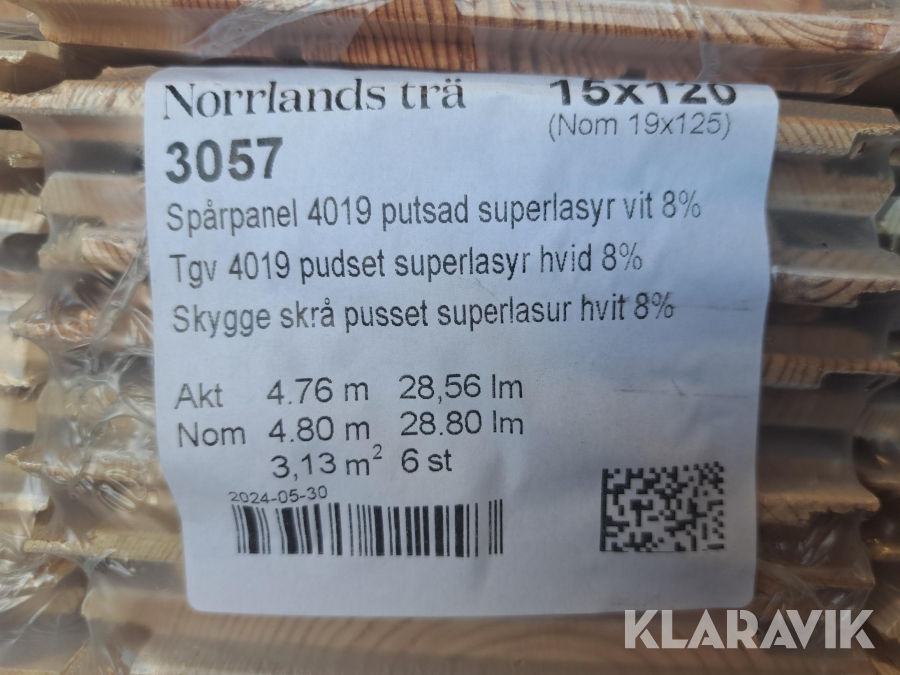 Norrlands trä
15x120
(Nom 19x125)
3057
Spårpanel 4019 putsad superlasyr vit 8%
Tgv 4019 pudset superlasyr hvid 8%
Skygge skrå pusset superlasur hvit 8%
Akt 4.76 m 28,56 lm
Nom 4.80 m 28.80 lm
3,13 m² 6 st
2024-05-30
KLARAVIK